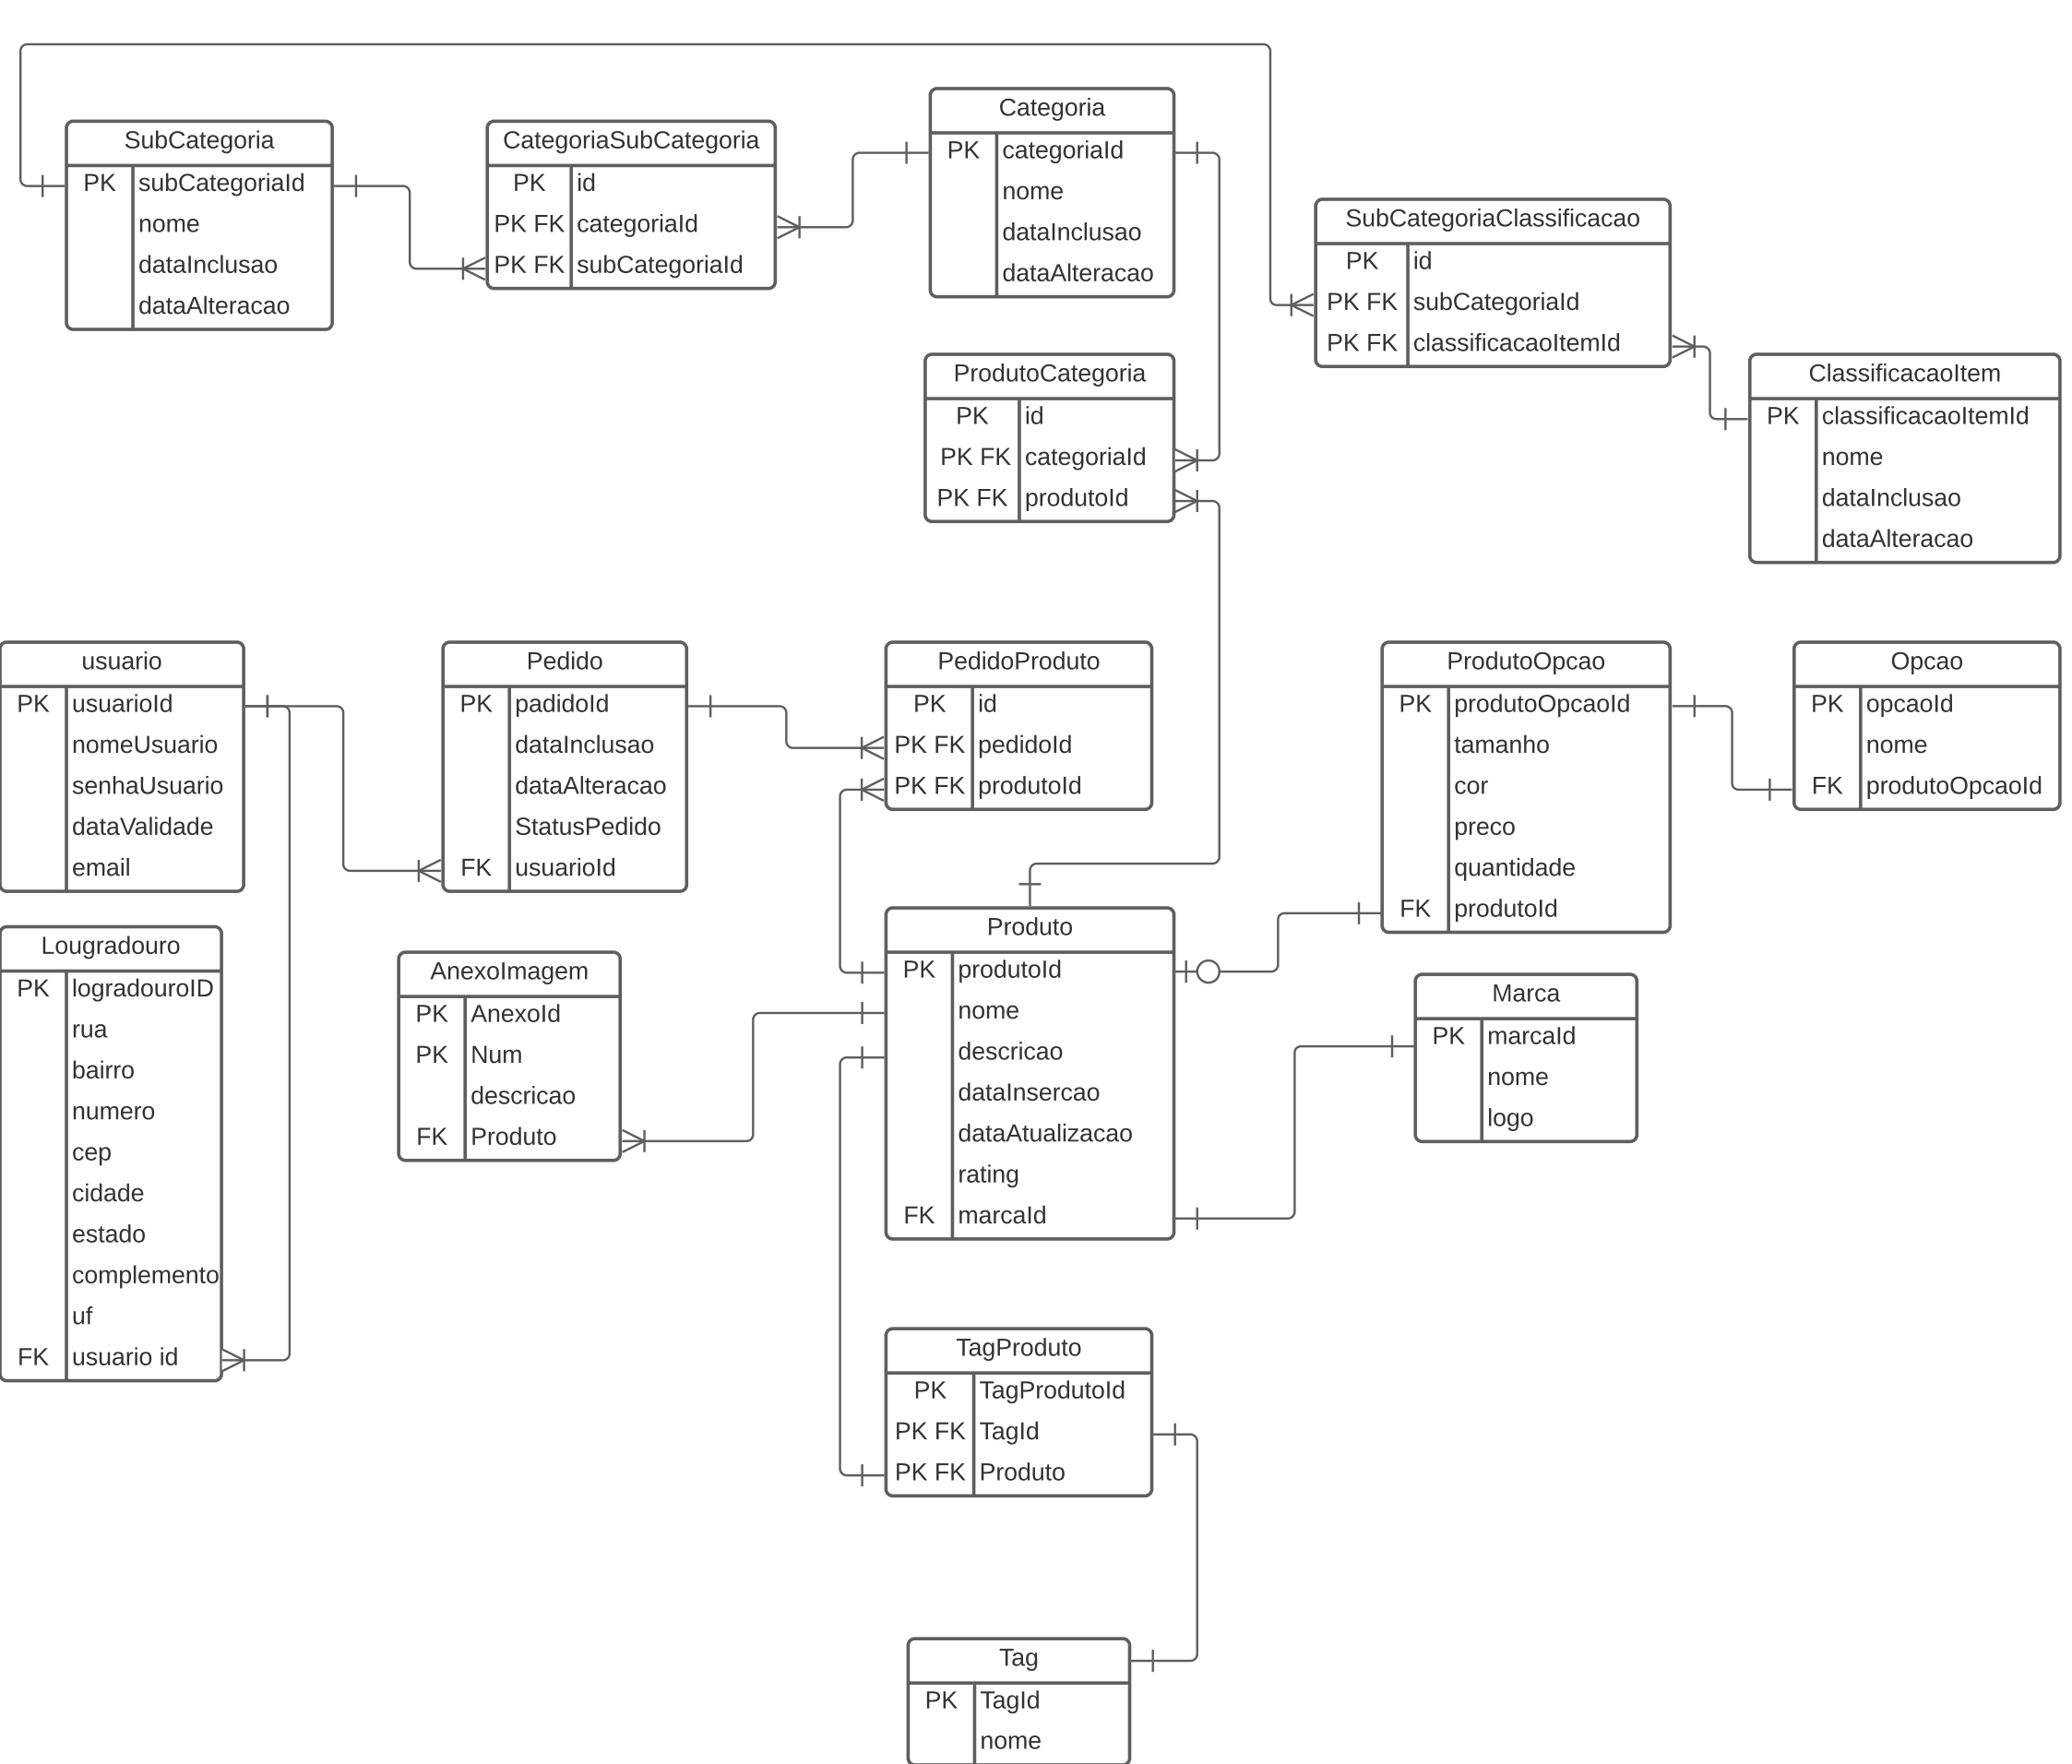 SubCategoria
PK subCategoriaId
nome
dataInclusao
dataAlteracao
CategoriaSubCategoria
PK id
PK FK categoriaId
PK FK subCategoriaId
Categoria
PK categoriaId
nome
dataInclusao
dataAlteracao
SubCategoriaClassificacao
PK id
PK FK subCategoriaId
PK FK classificacaoItemId
ProdutoCategoria
PK id
PK FK categoriaId
PK FK produtoId
ClassificacaoItem
PK classificacaoItemId
nome
dataInclusao
dataAlteracao
usuario
PK usuarioId
nomeUsuario
senhaUsuario
dataValidade
email
Pedido
PK padidoId
dataInclusao
dataAlteracao
StatusPedido
FK usuarioId
PedidoProduto
PK id
PK FK pedidoId
PK FK produtoId
ProdutoOpcao
PK produtoOpcaoId
tamanho
cor
preco
quantidade
FK produtoId
Opcao
PK opcaoId
nome
FK produtoOpcaoId
Lougradouro
PK logradouroID
rua
bairro
numero
cep
cidade
estado
complemento
uf
FK usuario id
AnexoImagem
PK AnexoId
PK Num
descricao
FK Produto
Produto
PK produtoId
nome
descricao
dataInsercao
dataAtualizacao
rating
FK marcaId
Marca
PK marcaId
nome
logo
TagProduto
PK TagProdutoId
PK FK TagId
PK FK Produto
Tag
PK TagId
nome